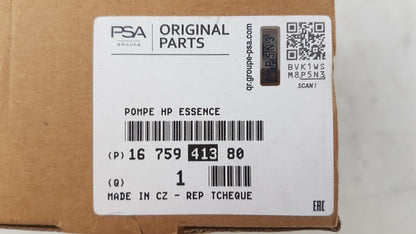 PSA
GROUPE
ORIGINAL
PARTS
qr.groupe-psa.com
P5N3
BVK1WS
M8P5N3
SCAN!
POMPE HP ESSENCE
(P) 16 759 413 80
(Q) 1
MADE IN CZ - REP TCHEQUE
EAC